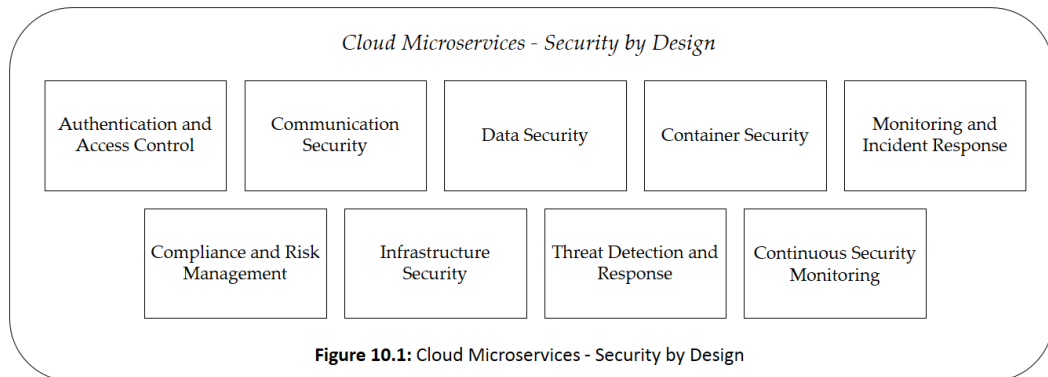 Cloud Microservices - Security by Design
Authentication and
Access Control
Communication
Security
Data Security
Container Security
Monitoring and
Incident Response
Compliance and Risk
Management
Infrastructure
Security
Threat Detection and
Response
Continuous Security
Monitoring
Figure 10.1: Cloud Microservices - Security by Design